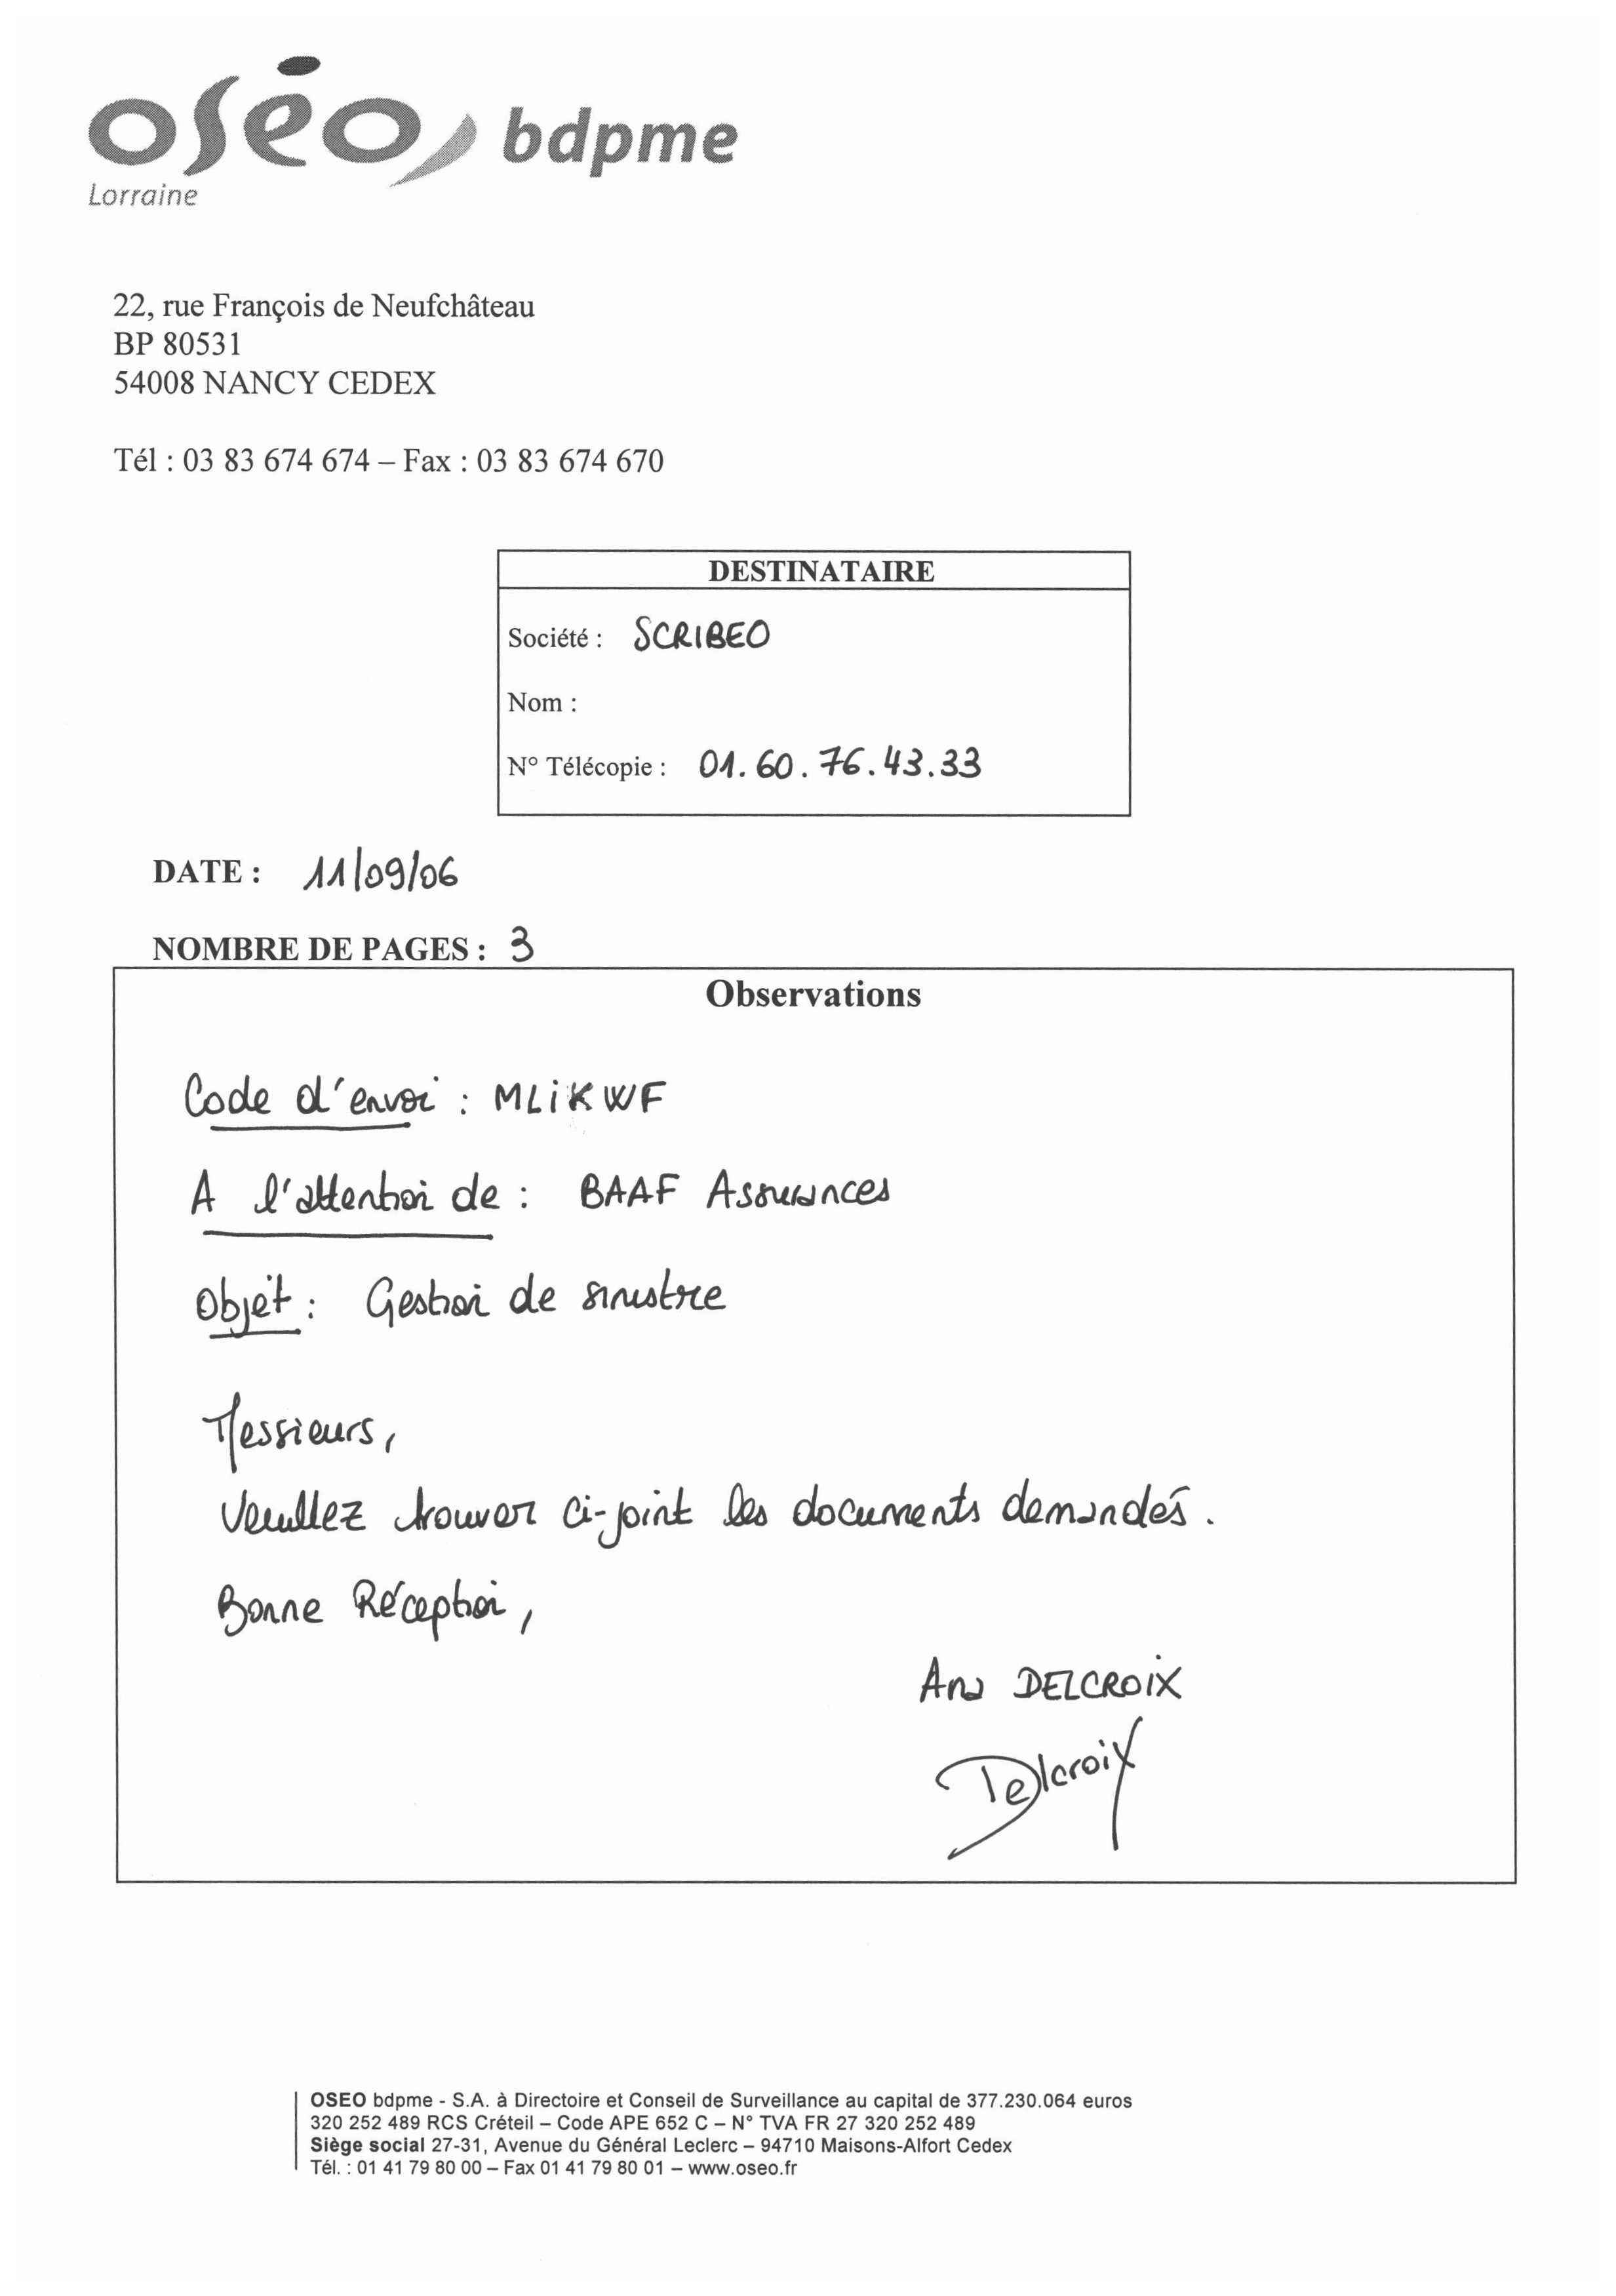 oséo bdpme
Lorraine
22, rue François de Neufchâteau
BP 80531
54008 NANCY CEDEX
Tél : 03 83 674 674 – Fax : 03 83 674 670
DESTINATAIRE
Société : SCRIBEO
Nom :
N° Télécopie : 01.60.76.43.33
DATE : 11/09/06
NOMBRE DE PAGES : 3
Observations
Code d'envoi : MLiKWF
A l'attention de : BAAF Assurances
Objet : Gestion de sinistre
Messieurs,
Veuillez trouver ci-joint les documents demandés.
Bonne Réception,
Ana DELCROIX
Delcroix
OSEO bdpme - S.A. à Directoire et Conseil de Surveillance au capital de 377.230.064 euros
320 252 489 RCS Créteil – Code APE 652 C – N° TVA FR 27 320 252 489
Siège social 27-31, Avenue du Général Leclerc – 94710 Maisons-Alfort Cedex
Tél. : 01 41 79 80 00 – Fax 01 41 79 80 01 – www.oseo.fr